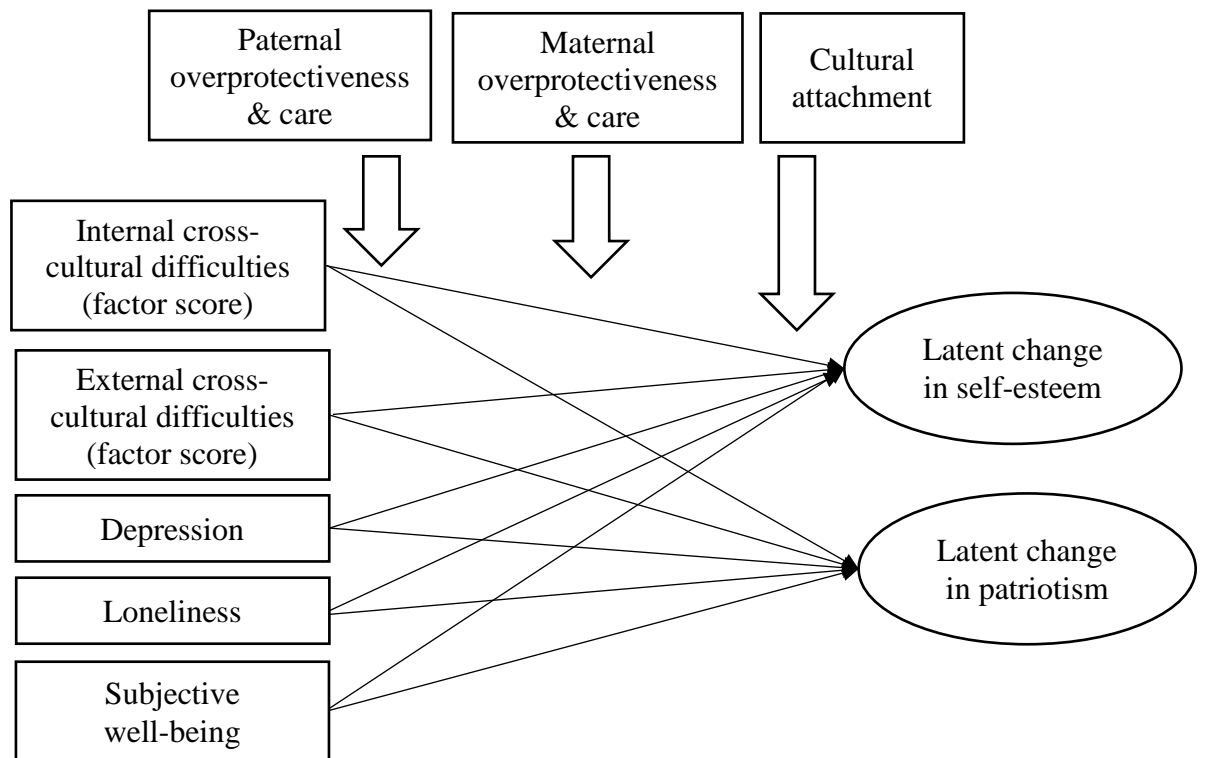 Paternal
overprotectiveness
& care
Maternal
overprotectiveness
& care
Cultural
attachment
Internal cross-
cultural difficulties
(factor score)
External cross-
cultural difficulties
(factor score)
Depression
Loneliness
Subjective
well-being
Latent change
in self-esteem
Latent change
in patriotism